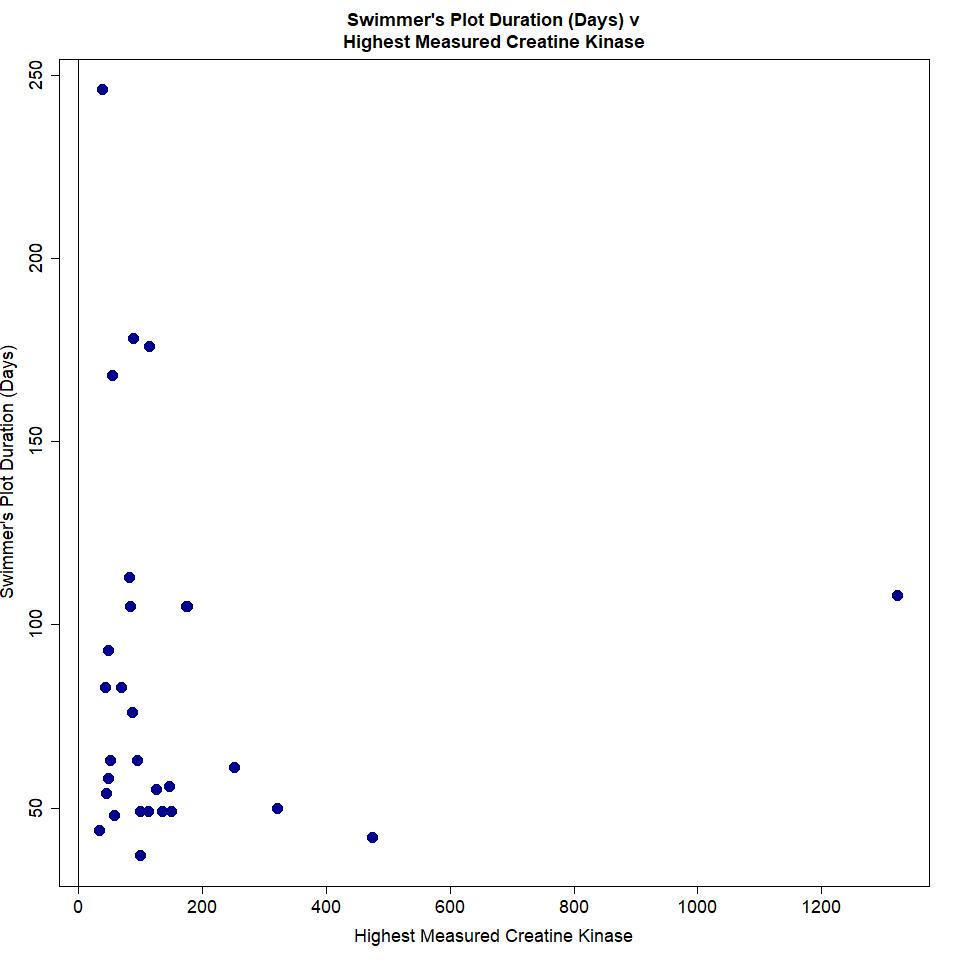 Swimmer's Plot Duration (Days) v
Highest Measured Creatine Kinase
Swimmer's Plot Duration (Days)
250
200
150
100
50
0 200 400 600 800 1000 1200
Highest Measured Creatine Kinase